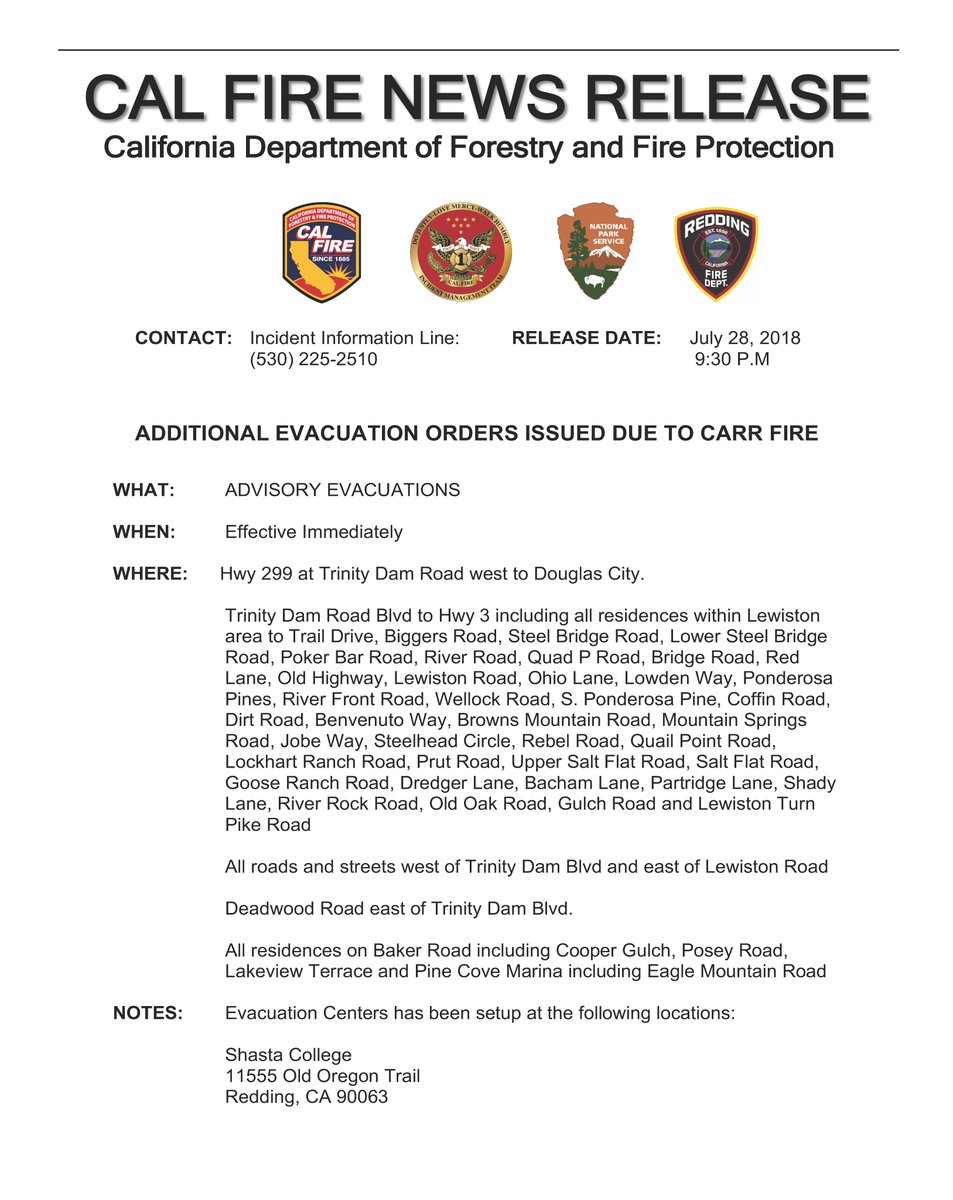 CAL FIRE NEWS RELEASE
California Department of Forestry and Fire Protection
CALIFORNIA DEPARTMENT OF
FORESTRY & FIRE PROTECTION
CAL
FIRE
SINCE 1885
DILIGENTLY·LOVE MERCY·WALK HUMBLY
1
CAL FIRE
INCIDENT MANAGEMENT TEAM
NATIONAL
PARK
SERVICE
REDDING
CALIFORNIA
FIRE
DEPT.
CONTACT: Incident Information Line: RELEASE DATE: July 28, 2018
(530) 225-2510 9:30 P.M
ADDITIONAL EVACUATION ORDERS ISSUED DUE TO CARR FIRE
WHAT: ADVISORY EVACUATIONS
WHEN: Effective Immediately
WHERE: Hwy 299 at Trinity Dam Road west to Douglas City.
Trinity Dam Road Blvd to Hwy 3 including all residences within Lewiston
area to Trail Drive, Biggers Road, Steel Bridge Road, Lower Steel Bridge
Road, Poker Bar Road, River Road, Quad P Road, Bridge Road, Red
Lane, Old Highway, Lewiston Road, Ohio Lane, Lowden Way, Ponderosa
Pines, River Front Road, Wellock Road, S. Ponderosa Pine, Coffin Road,
Dirt Road, Benvenuto Way, Browns Mountain Road, Mountain Springs
Road, Jobe Way, Steelhead Circle, Rebel Road, Quail Point Road,
Lockhart Ranch Road, Prut Road, Upper Salt Flat Road, Salt Flat Road,
Goose Ranch Road, Dredger Lane, Bacham Lane, Partridge Lane, Shady
Lane, River Rock Road, Old Oak Road, Gulch Road and Lewiston Turn
Pike Road
All roads and streets west of Trinity Dam Blvd and east of Lewiston Road
Deadwood Road east of Trinity Dam Blvd.
All residences on Baker Road including Cooper Gulch, Posey Road,
Lakeview Terrace and Pine Cove Marina including Eagle Mountain Road
NOTES: Evacuation Centers has been setup at the following locations:
Shasta College
11555 Old Oregon Trail
Redding, CA 90063